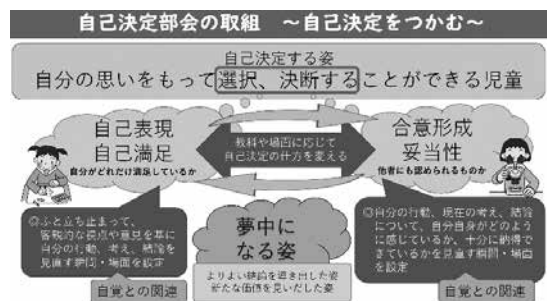 自己決定部会の取組 ～自己決定をつかむ～
自己決定する姿
自分の思いをもって選択、決断することができる児童
自己表現
自己満足
自分がどれだけ満足しているか
教科や場面に応じて
自己決定の仕方を変える
合意形成
妥当性
他者にも認められるものか
◎ふと立ち止まって、
客観的な視点や意見を基に
自分の行動、考え、結論を
見直す瞬間・場面を設定
自覚との関連
夢中に
なる姿
よりよい結論を導き出した姿
新たな価値を見いだした姿
◎自分の行動、現在の考え、結論
について、自分自身がどのよう
に感じているか、十分に納得で
きているかを見直す瞬間・場面
を設定
自覚との関連